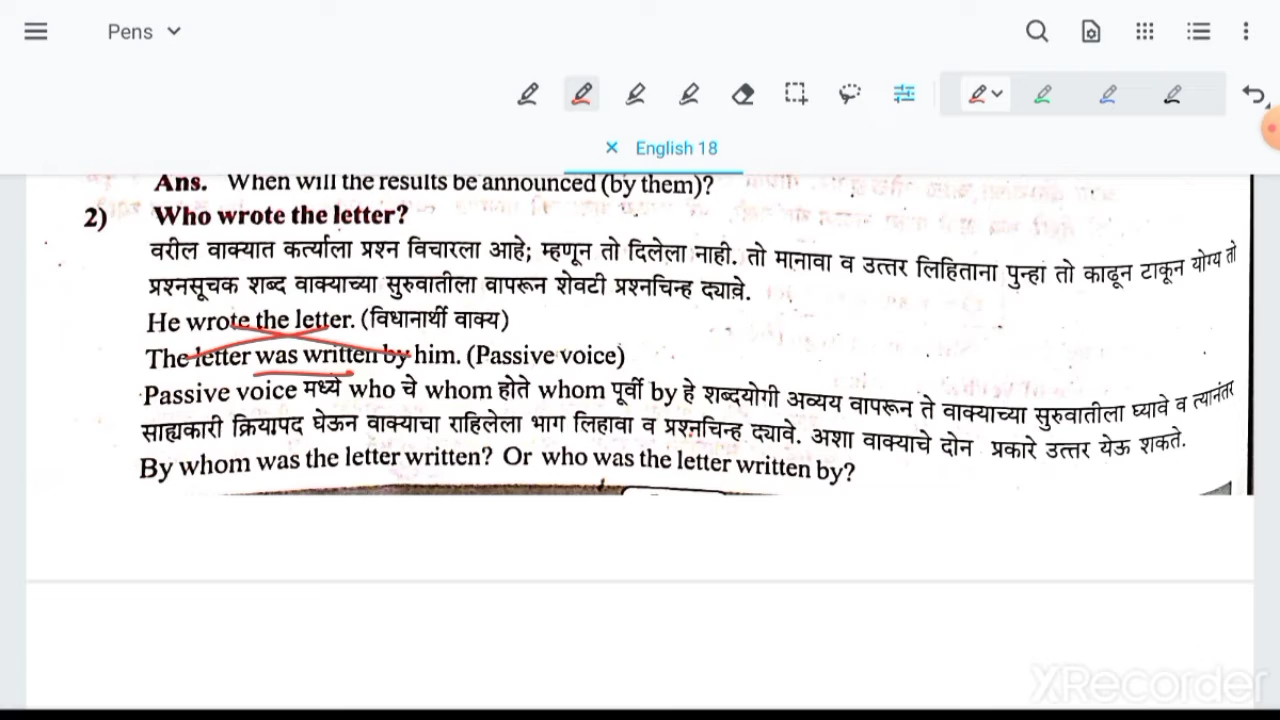 Pens
English 18
Ans. When will the results be announced (by them)?
2) Who wrote the letter?
वरील वाक्यात कर्त्याला प्रश्न विचारला आहे; म्हणून तो दिलेला नाही. तो मानावा व उत्तर लिहिताना पुन्हां तो काढून टाकून योग्य तो
प्रश्नसूचक शब्द वाक्याच्या सुरुवातीला वापरून शेवटी प्रश्नचिन्ह द्यावे.
He wrote the letter. (विधानार्थी वाक्य)
The letter was written by him. (Passive voice)
Passive voice मध्ये who चे whom होते whom पूर्वी by हे शब्दयोगी अव्यय वापरून ते वाक्याच्या सुरुवातीला घ्यावे व त्यानंतर
साह्यकारी क्रियापद घेऊन वाक्याचा राहिलेला भाग लिहावा व प्रश्नचिन्ह द्यावे. अशा वाक्याचे दोन प्रकारे उत्तर येऊ शकते.
By whom was the letter written? Or who was the letter written by?
XRecorder